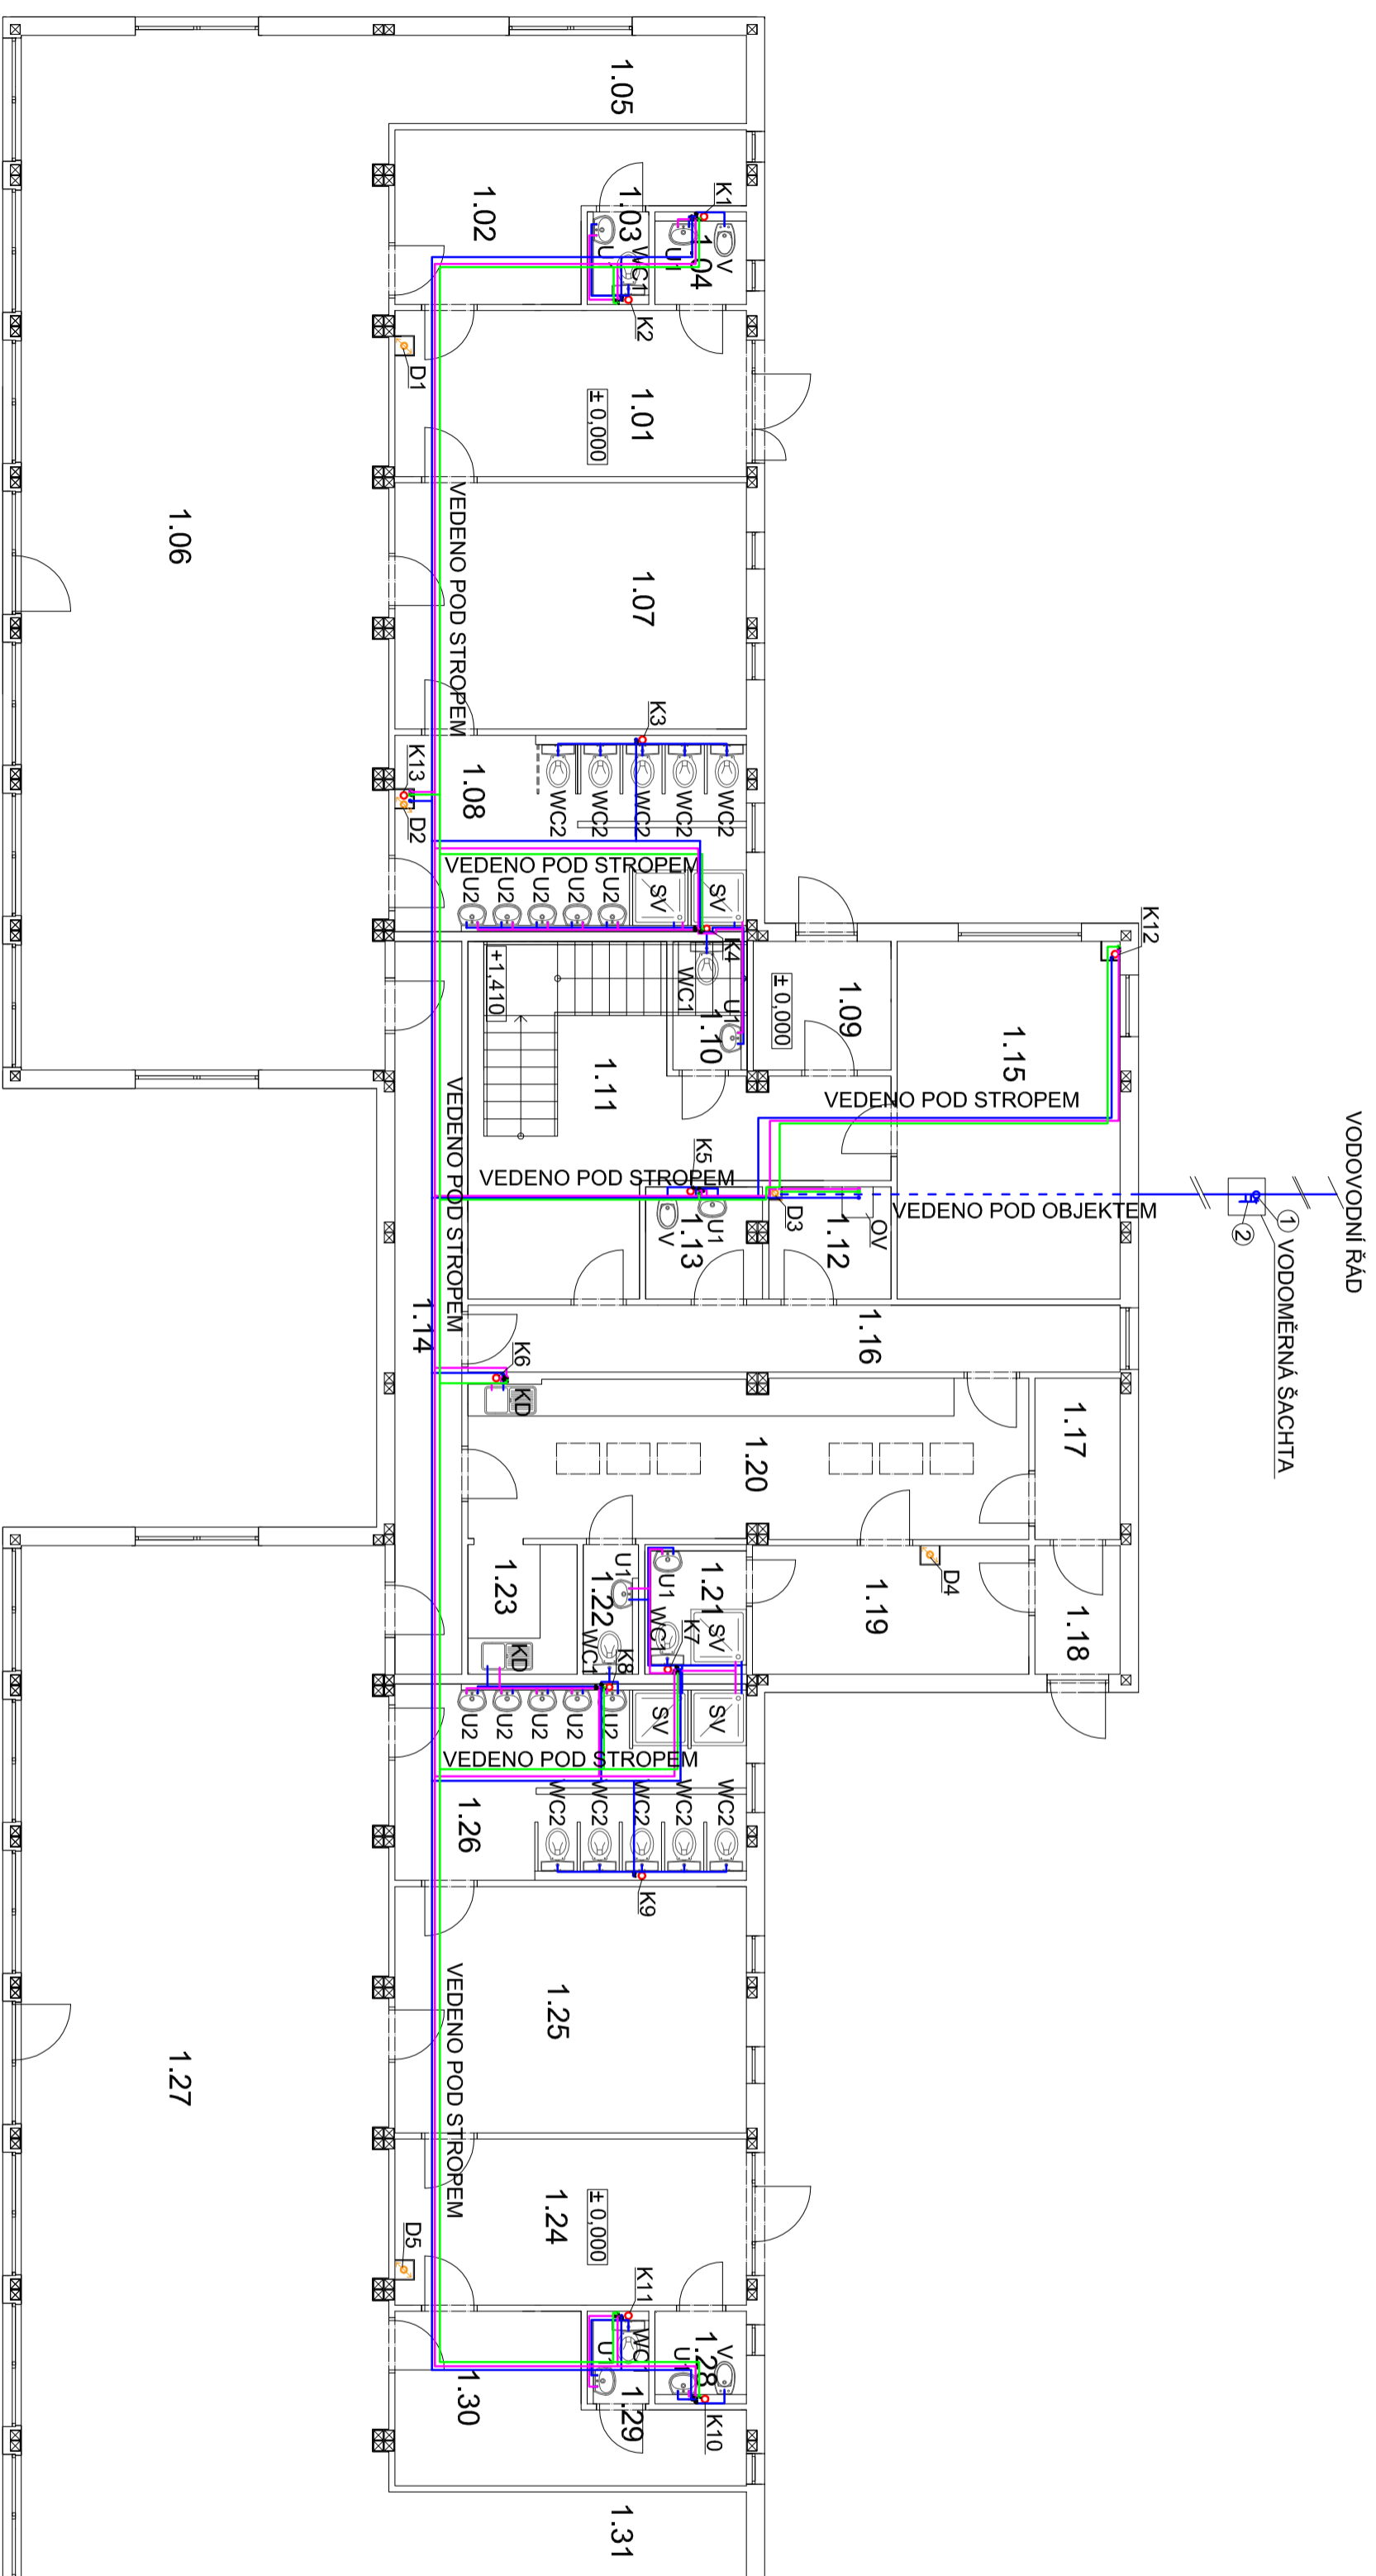 1.05
1.02
1.03
1.04
K1
V
U1
WC1
K2
D1
1.01
± 0,000
VEDENO POD STROPEM
1.06
1.07
K3
K13
D2
1.08
WC2
WC2
WC2
WC2
WC2
VEDENO POD STROPEM
U2
U2
U2
U2
U2
SV
SV
K4
WC1
U1
1.10
+1,410
± 0,000
1.09
K12
1.15
1.11
VEDENO POD STROPEM
VEDENO POD STROPEM
VEDENO POD STROPEM
K5
V
U1
1.13
D3
1.12
OV
VEDENO POD OBJEKTEM
VODOVODNÍ ŘÁD
1
2
VODOMĚRNÁ ŠACHTA
1.14
K6
KD
1.16
1.17
1.20
1.23
KD
U1
1.22
WC1
K8
U1
1.21
WC1
K7
SV
1.19
D4
1.18
U2
U2
U2
U2
U2
SV
SV
VEDENO POD STROPEM
WC2
WC2
WC2
WC2
WC2
1.26
K9
1.25
VEDENO POD STROPEM
1.27
1.24
± 0,000
D5
K11
WC1
U1
1.28
V
U1
K10
1.29
1.30
1.31